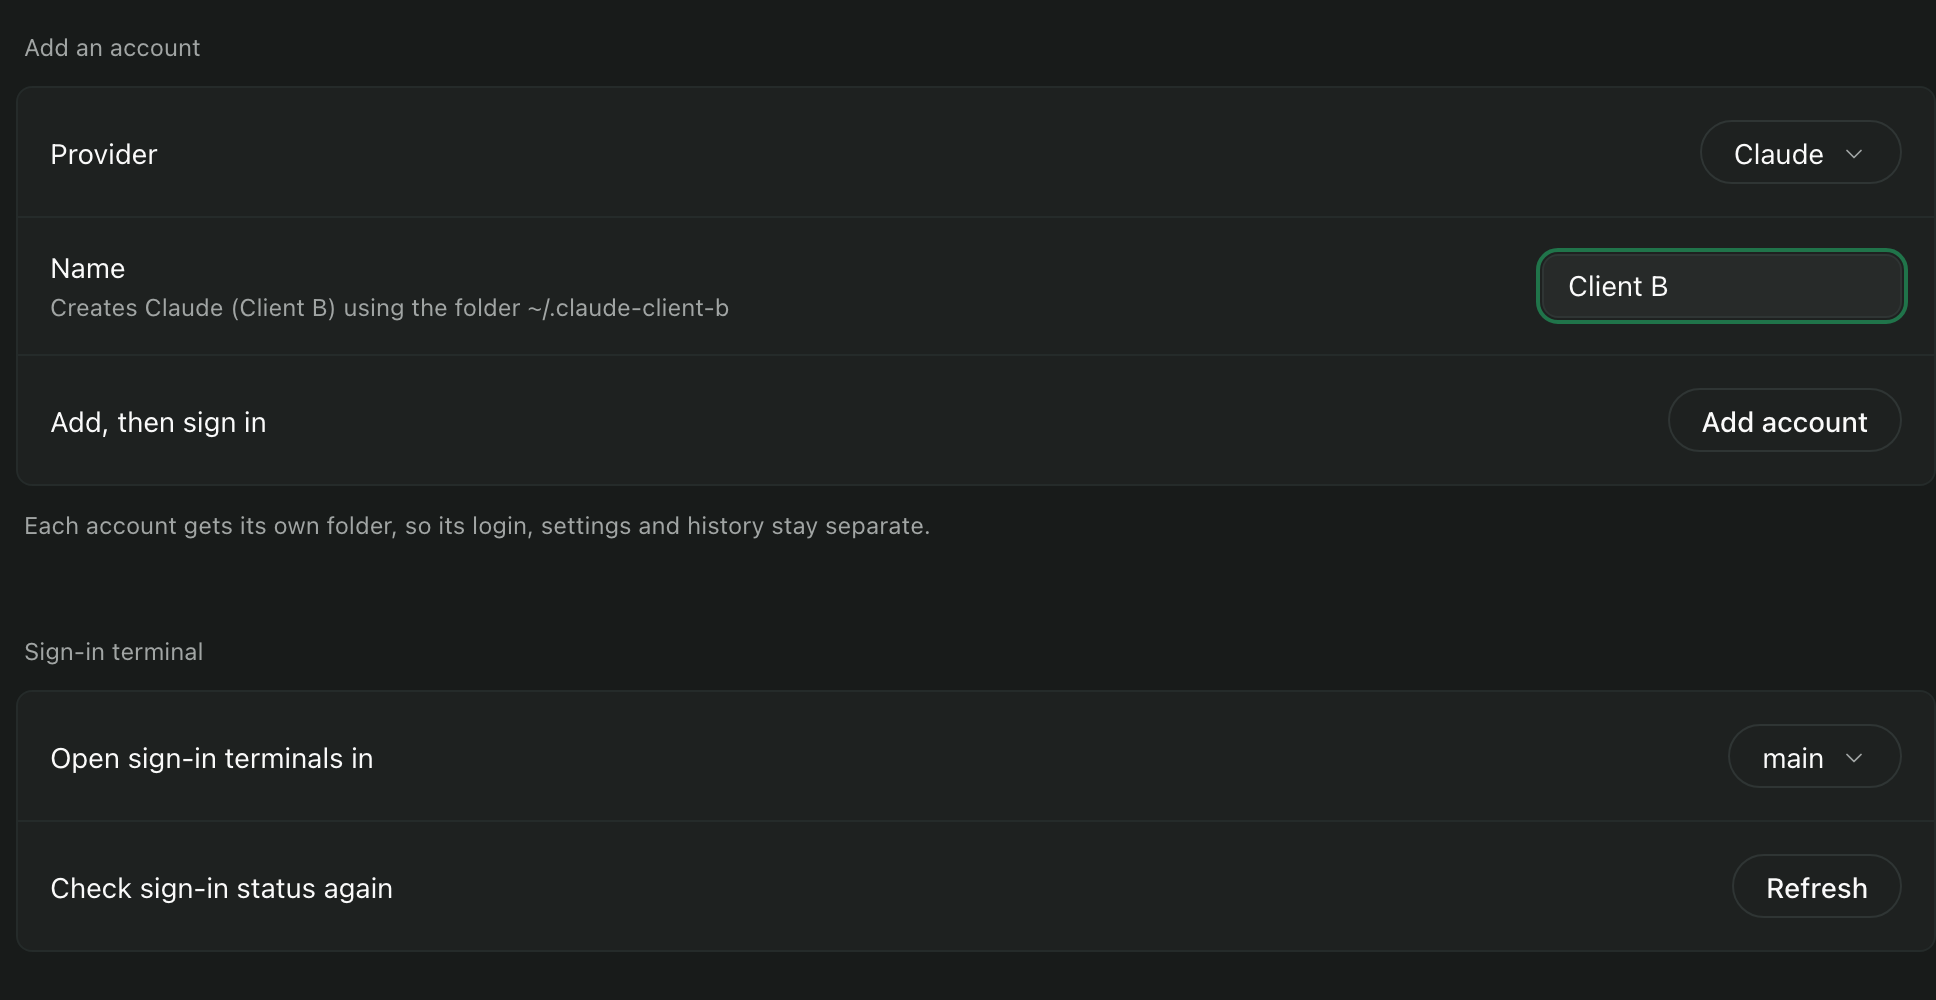 Add an account
Provider
Claude
Name
Creates Claude (Client B) using the folder ~/.claude-client-b
Client B
Add, then sign in
Add account
Each account gets its own folder, so its login, settings and history stay separate.
Sign-in terminal
Open sign-in terminals in
main
Check sign-in status again
Refresh